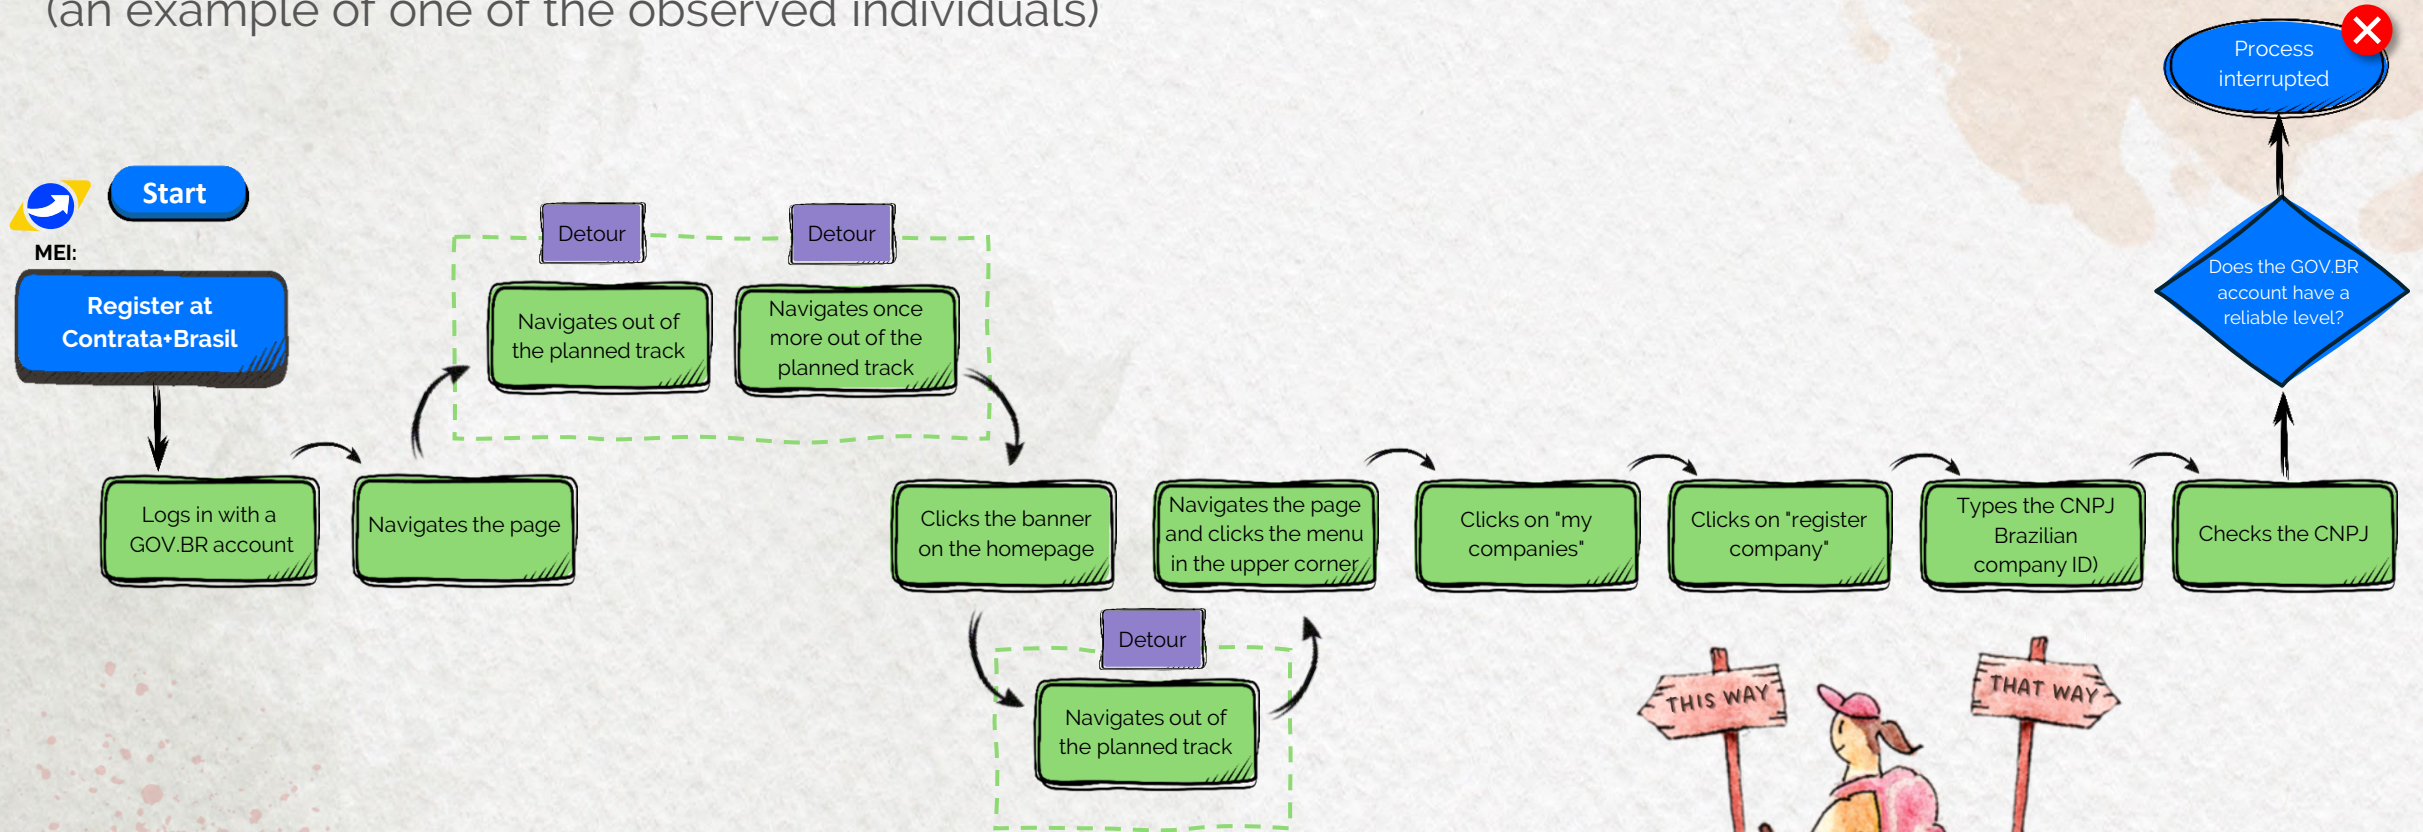 (an example of one of the observed individuals)
Process
interrupted
Start
MEI:
Register at
Contrata+Brasil
Detour
Detour
Navigates out of
the planned track
Navigates once
more out of the
planned track
Does the GOV.BR
account have a
reliable level?
Logs in with a
GOV.BR account
Navigates the page
Clicks the banner
on the homepage
Navigates the page
and clicks the menu
in the upper corner
Clicks on "my
companies"
Clicks on "register
company"
Types the CNPJ
Brazilian
company ID)
Checks the CNPJ
Detour
Navigates out of
the planned track
THIS WAY
THAT WAY